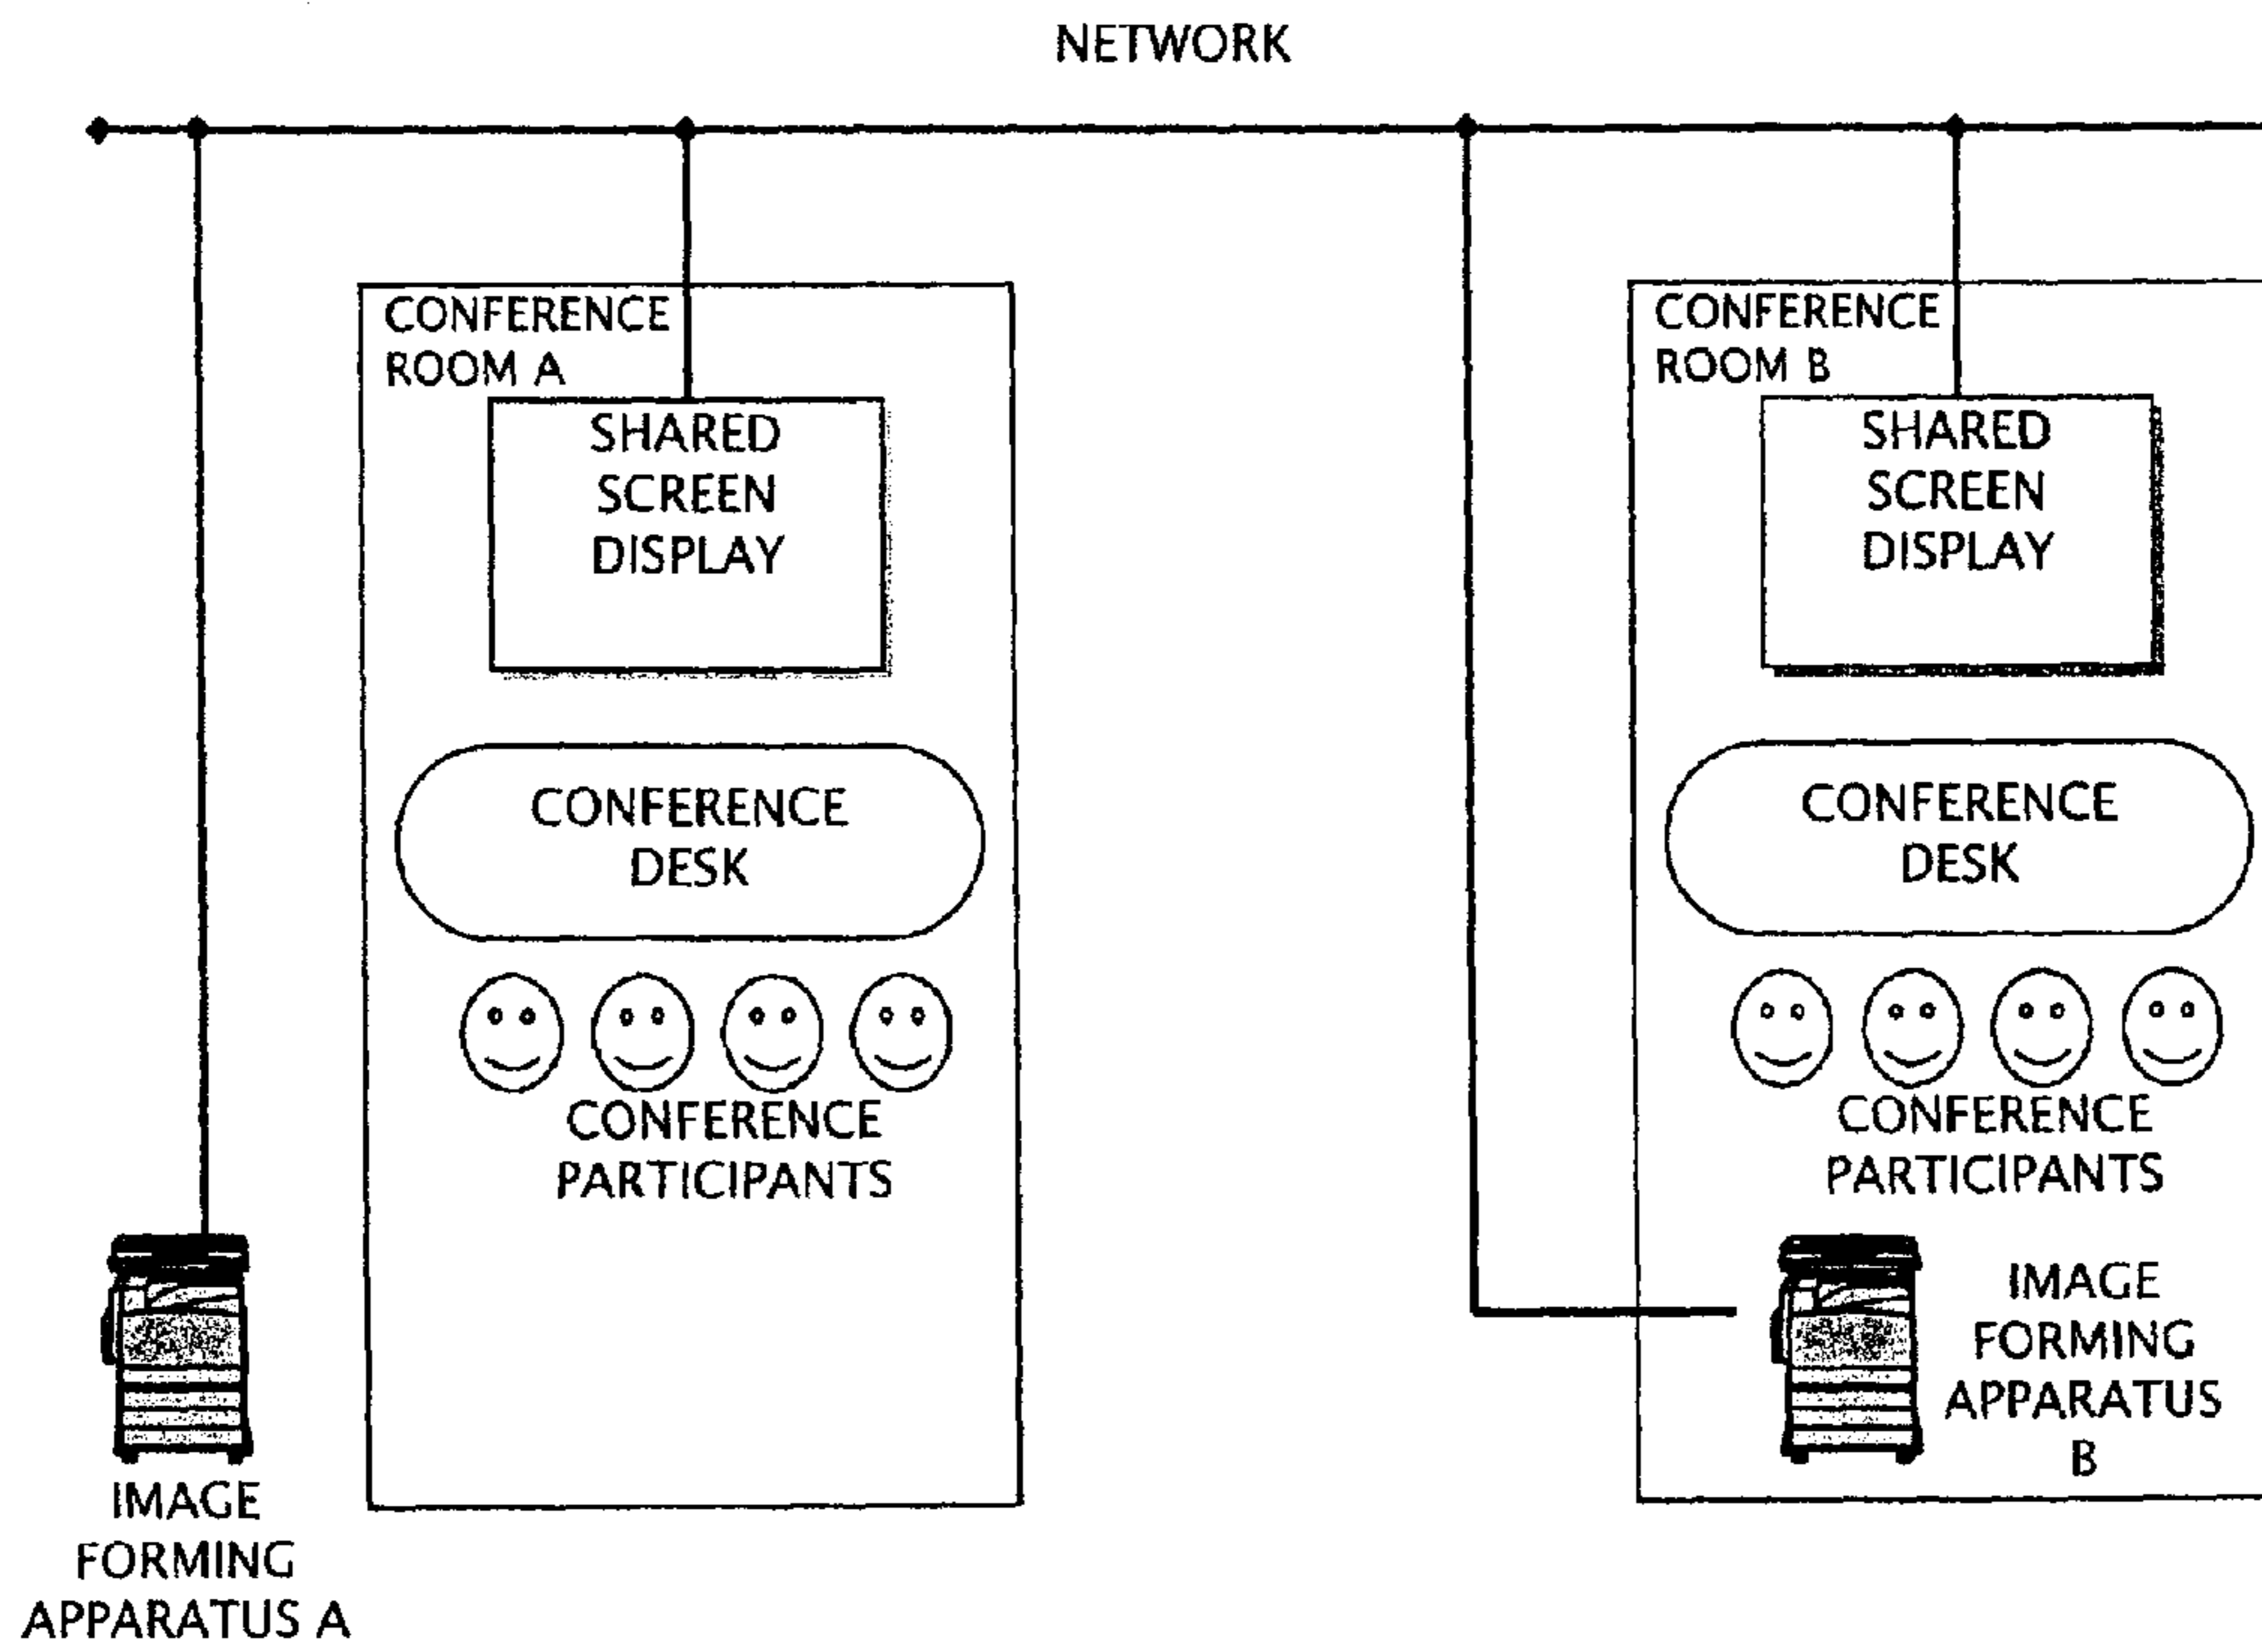 NETWORK
CONFERENCE
ROOM A
SHARED
SCREEN
DISPLAY
CONFERENCE
DESK
CONFERENCE
PARTICIPANTS
IMAGE
FORMING
APPARATUS A
CONFERENCE
ROOM B
SHARED
SCREEN
DISPLAY
CONFERENCE
DESK
CONFERENCE
PARTICIPANTS
IMAGE
FORMING
APPARATUS
B